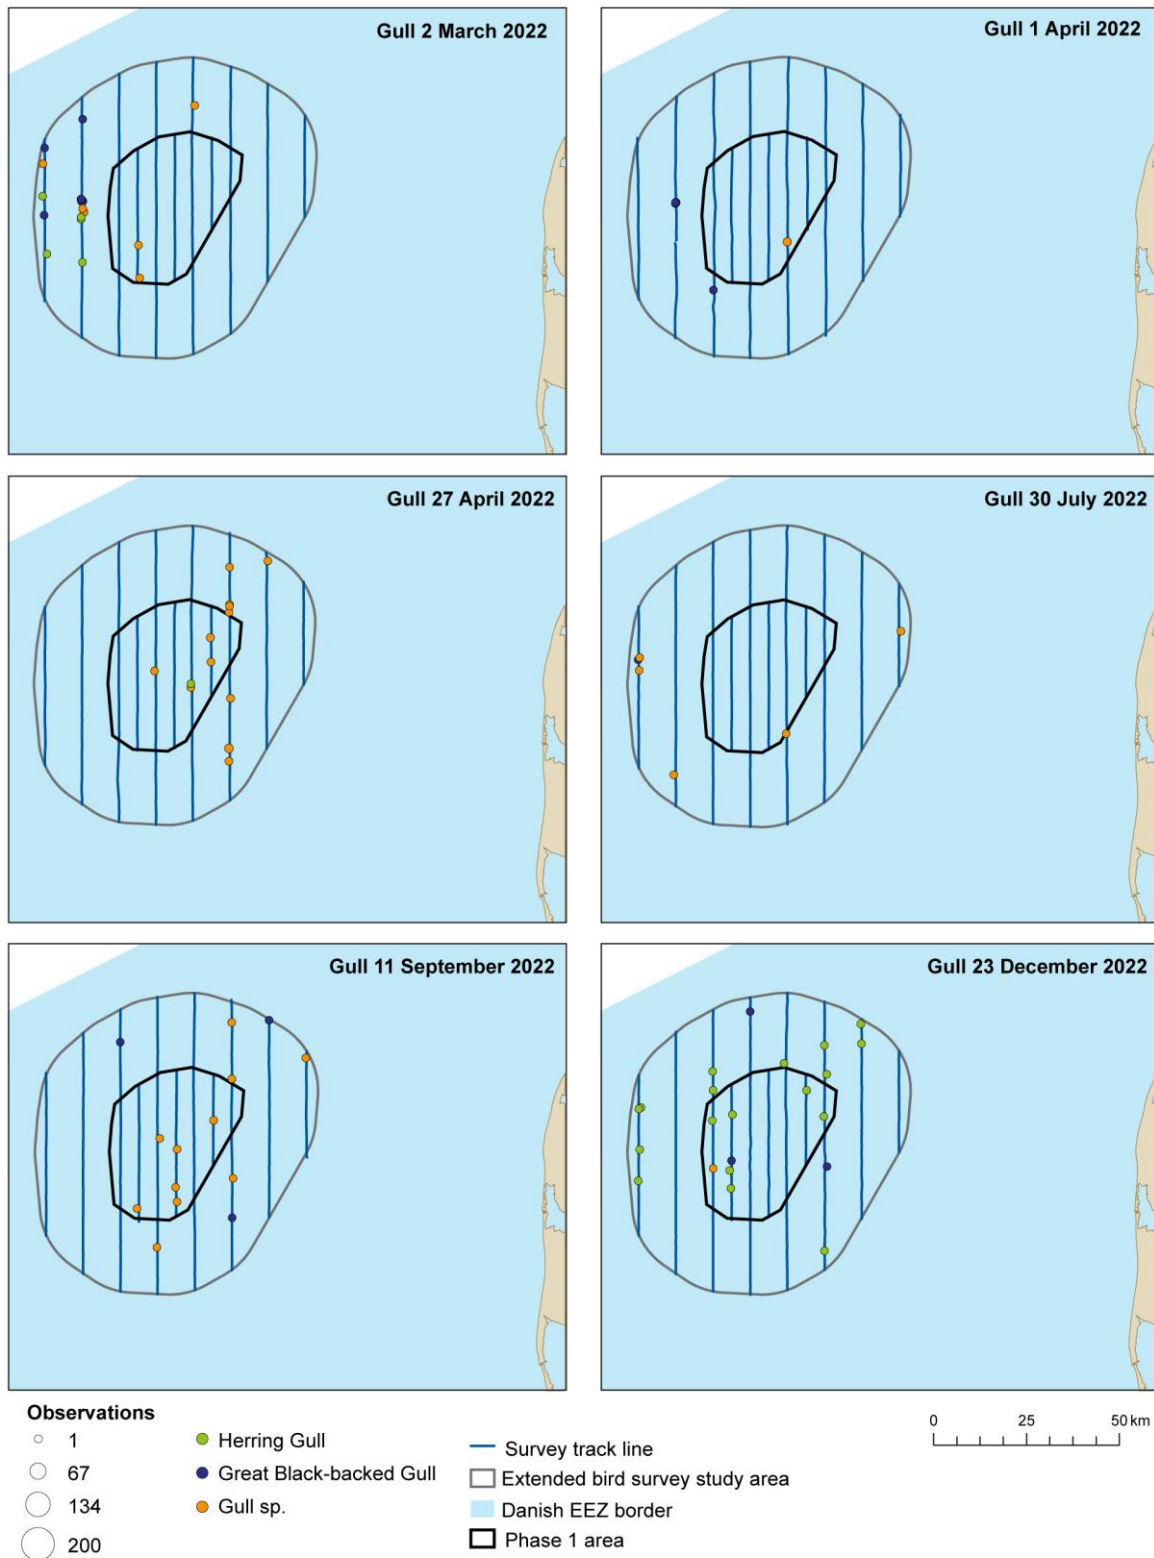 Gull 2 March 2022
Gull 1 April 2022
Gull 27 April 2022
Gull 30 July 2022
Gull 11 September 2022
Gull 23 December 2022
Observations
1
67
134
200
Herring Gull
Great Black-backed Gull
Gull sp.
Survey track line
Extended bird survey study area
Danish EEZ border
Phase 1 area
0 25 50 km